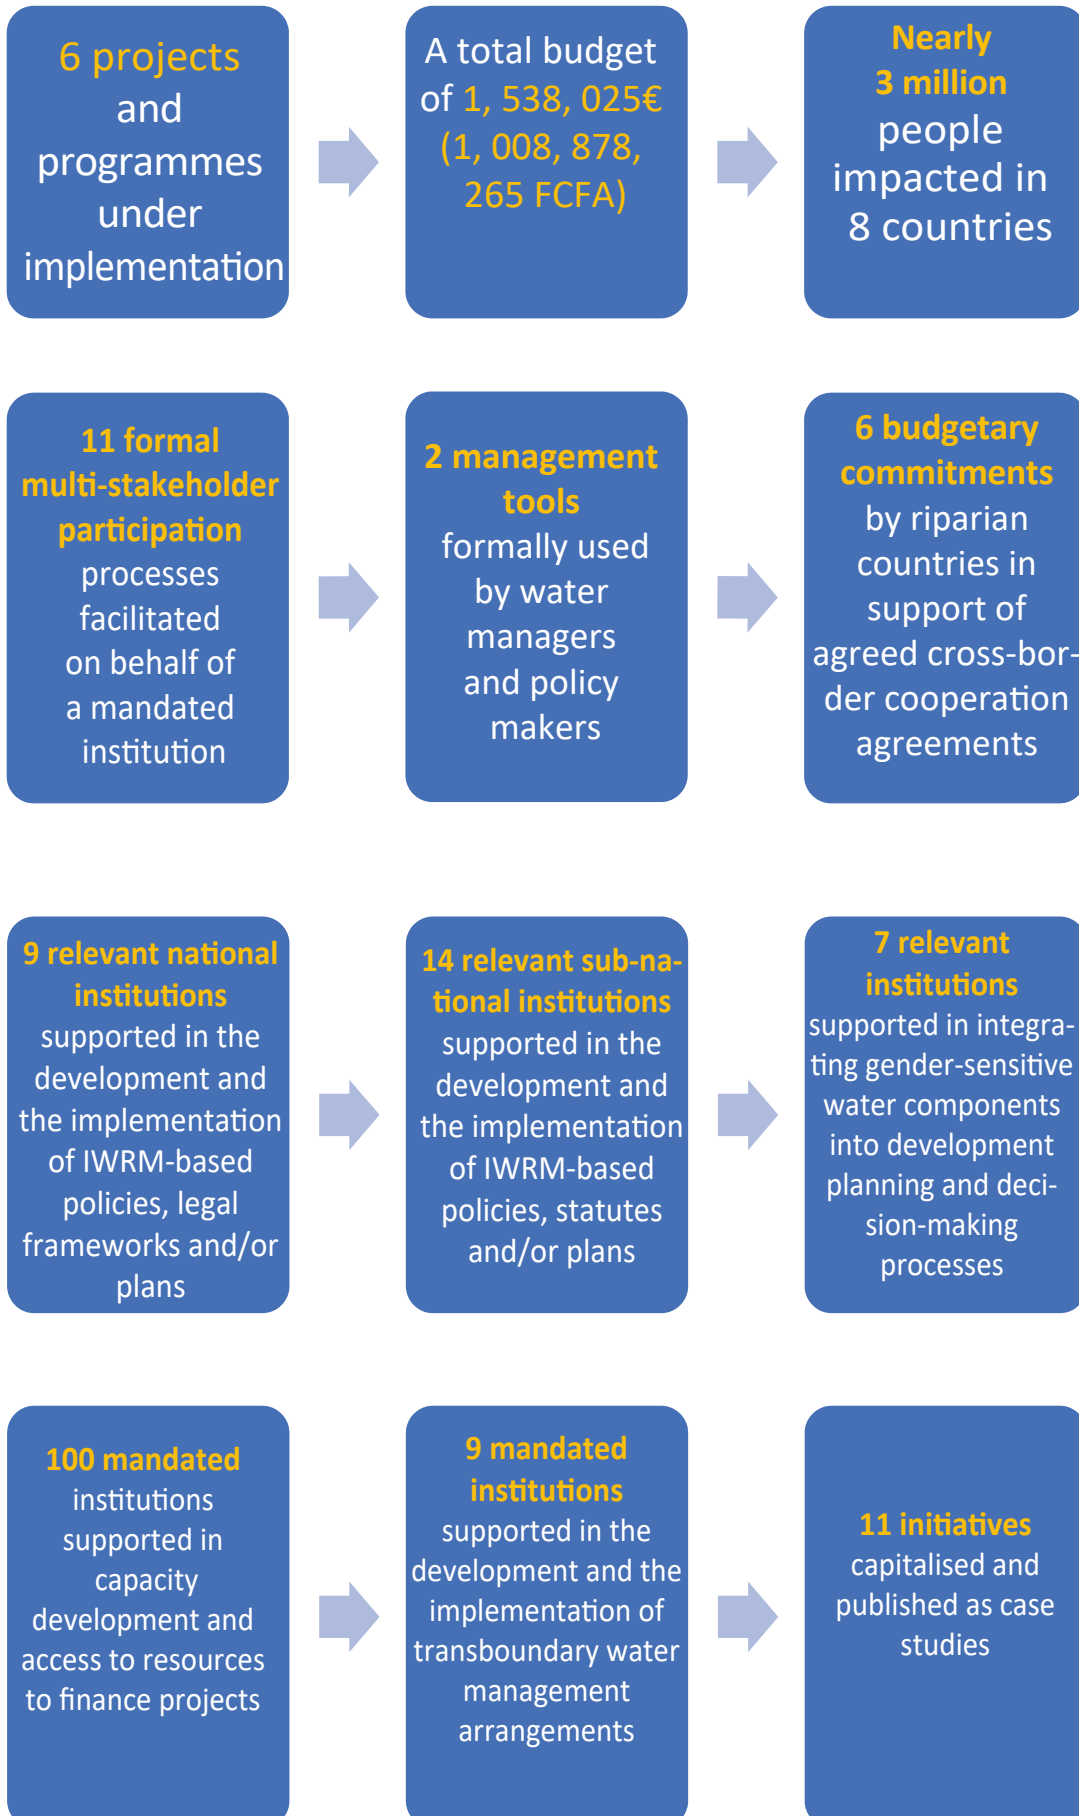 6 projects
and
programmes
under
implementation
A total budget
of 1, 538, 025€
(1, 008, 878,
265 FCFA)
Nearly
3 million
people
impacted in
8 countries
11 formal
multi-stakeholder
participation
processes
facilitated
on behalf of
a mandated
institution
2 management
tools
formally used
by water
managers
and policy
makers
6 budgetary
commitments
by riparian
countries in
support of
agreed cross-bor-
der cooperation
agreements
9 relevant national
institutions
supported in the
development and
the implementation
of IWRM-based
policies, legal
frameworks and/or
plans
14 relevant sub-na-
tional institutions
supported in the
development and
the implementation
of IWRM-based
policies, statutes
and/or plans
7 relevant
institutions
supported in integra-
ting gender-sensitive
water components
into development
planning and deci-
sion-making
processes
100 mandated
institutions
supported in
capacity
development and
access to resources
to finance projects
9 mandated
institutions
supported in the
development and the
implementation of
transboundary water
management
arrangements
11 initiatives
capitalised and
published as case
studies